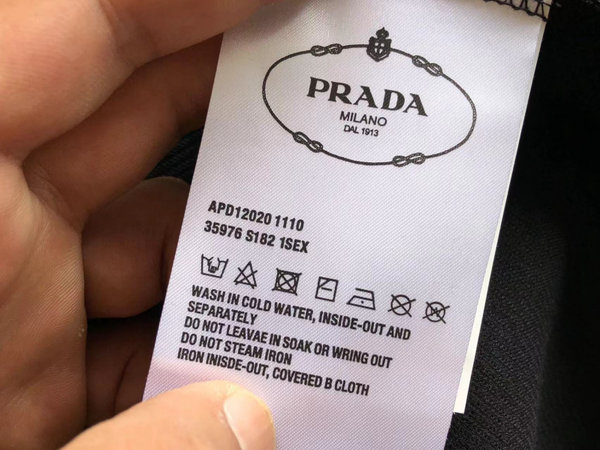 PRADA
MILANO
DAL 1913
APD12020 1110
35976 S182 1SEX
WASH IN COLD WATER, INSIDE-OUT AND
SEPARATELY
DO NOT LEAVAE IN SOAK OR WRING OUT
DO NOT STEAM IRON
IRON INISDE-OUT, COVERED B CLOTH